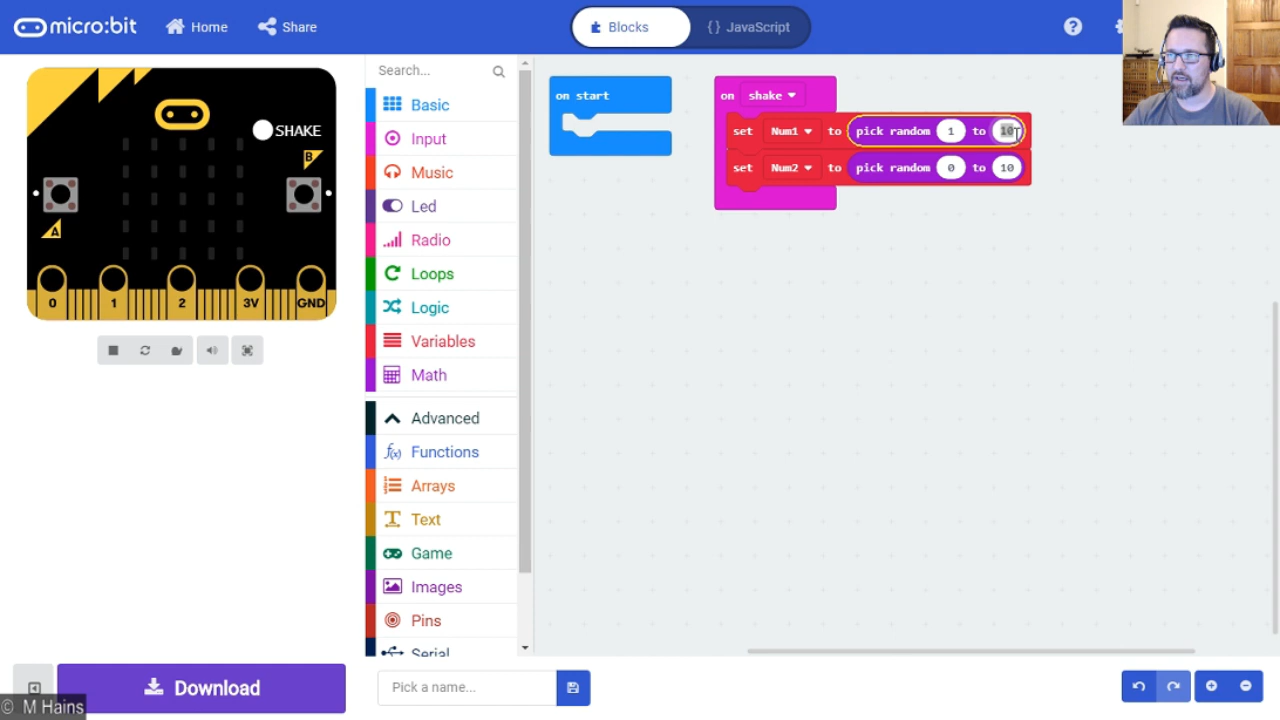 micro:bit
Home
Share
Blocks
{ } JavaScript
?
SHAKE
B
A
0 1 2 3V GND
Search...
Basic
Input
Music
Led
Radio
Loops
Logic
Variables
Math
Advanced
f(x) Functions
Arrays
Text
Game
Images
Pins
Serial
on start
on shake
set Num1 to pick random 1 to 10
set Num2 to pick random 0 to 10
Download
Pick a name...
© M Hains